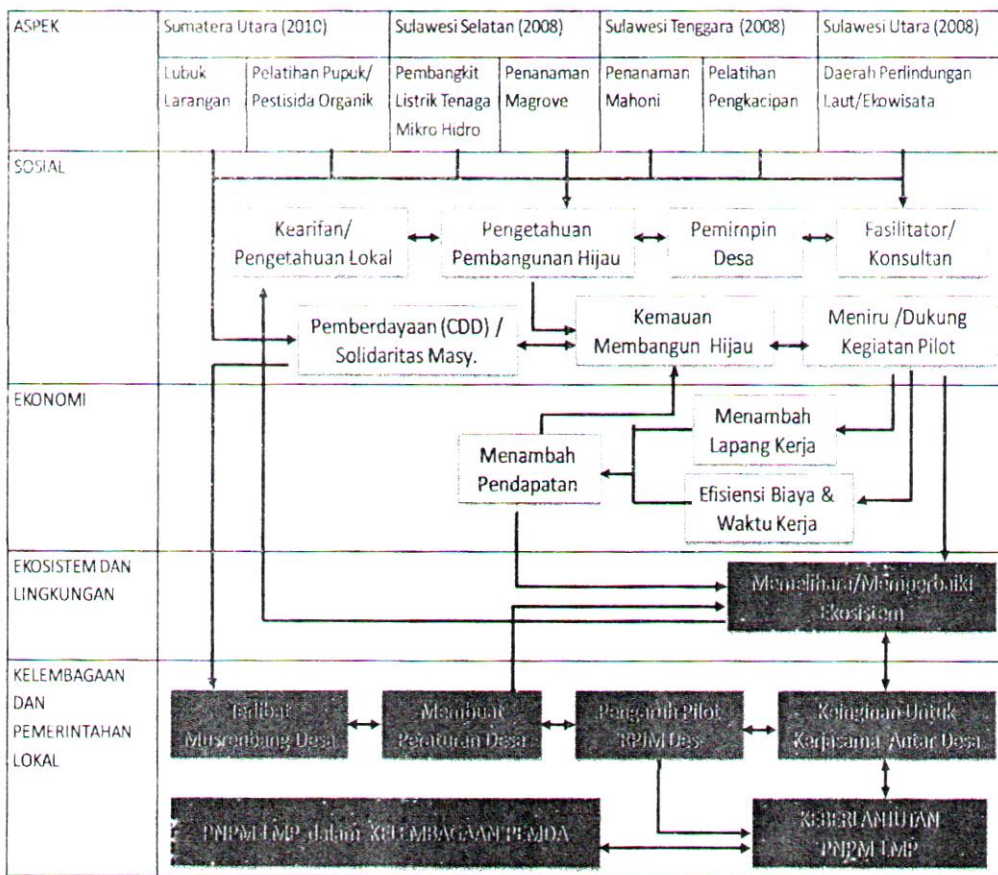 ASPEK
Sumatera Utara (2010)
Sulawesi Selatan (2008)
Sulawesi Tenggara (2008)
Sulawesi Utara (2008)
Lubuk
Larangan
Pelatihan Pupuk/
Pestisida Organik
Pembangkit
Listrik Tenaga
Mikro Hidro
Penanaman
Magrove
Penanaman
Mahoni
Pelatihan
Pengkacipan
Daerah Perlindungan
Laut/Ekowisata
SOSIAL
Kearifan/
Pengetahuan Lokal
Pengetahuan
Pembangunan Hijau
Pemimpin
Desa
Fasilitator/
Konsultan
Pemberdayaan (CDD) /
Solidaritas Masy.
Kemauan
Membangun Hijau
Meniru /Dukung
Kegiatan Pilot
EKONOMI
Menambah
Lapang Kerja
Menambah
Pendapatan
Efisiensi Biaya &
Waktu Kerja
EKOSISTEM DAN
LINGKUNGAN
Memelihara/Memperbaiki
Ekosistem
KELEMBAGAAN
DAN
PEMERINTAHAN
LOKAL
Terlibat
Musrenbang Desa
Membuat
Peraturan Desa
Pengaruh Pilot
RPJM Des
Keinginan Untuk
Kerjasama Antar Desa
PNPM LMP dalam KELEMBAGAAN PEMDA
KEBERLANJUTAN
PNPM LMP